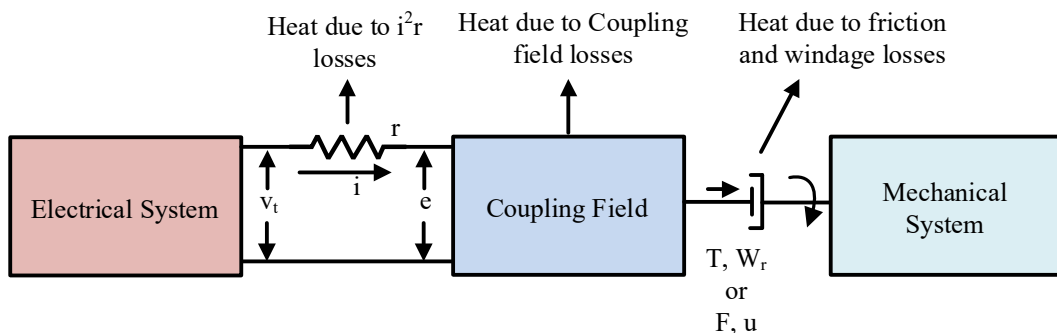 Heat due to i²r
losses
Heat due to Coupling
field losses
Heat due to friction
and windage losses
Electrical System
vₜ
r
i
e
Coupling Field
T, Wᵣ
or
F, u
Mechanical
System